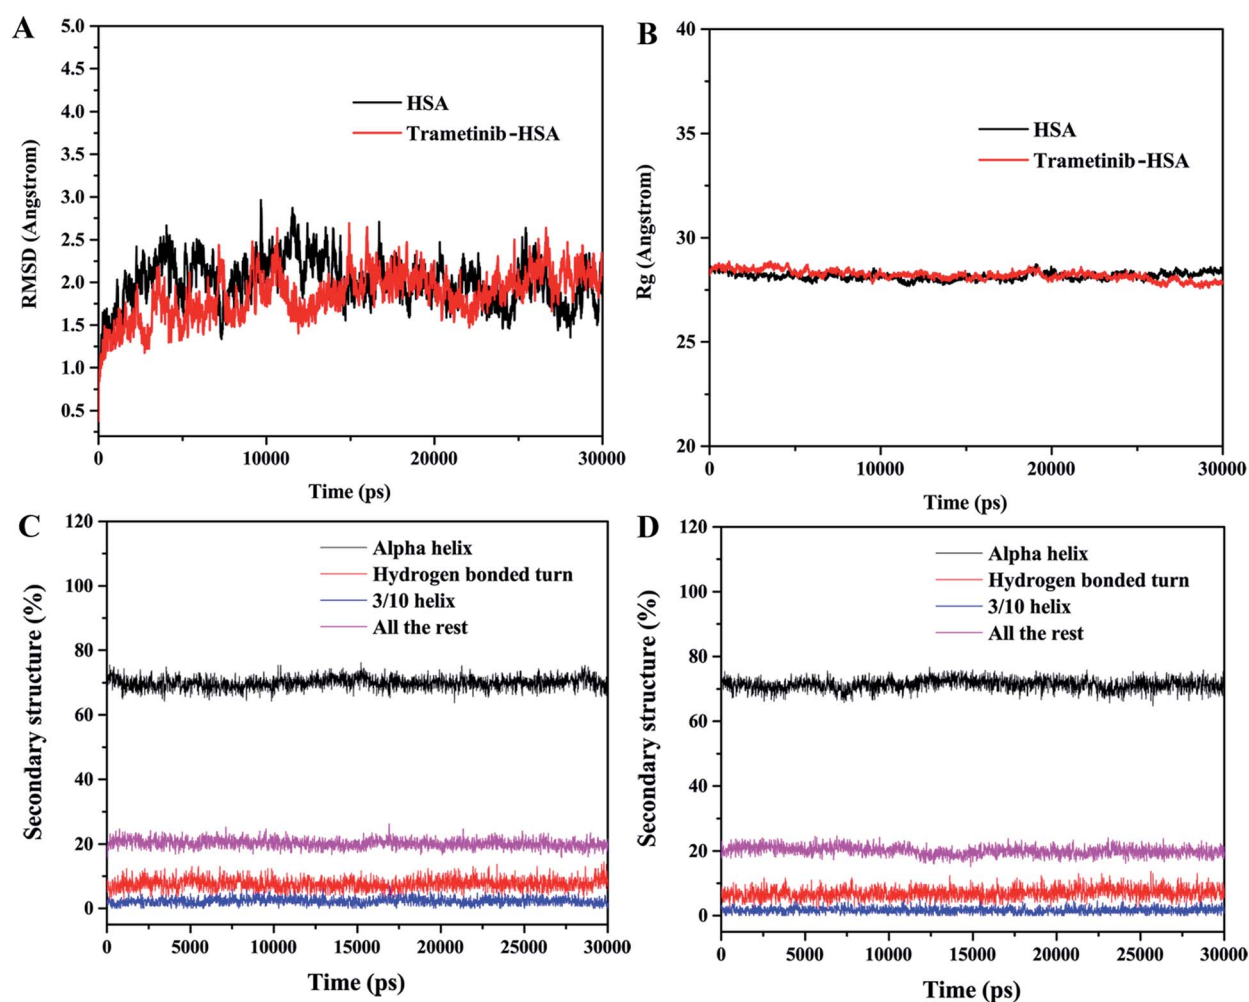 A
5.0
4.5
4.0
3.5
3.0
2.5
2.0
1.5
1.0
0.5
RMSD (Angstrom)
HSA
Trametinib-HSA
0 10000 20000 30000
Time (ps)
B
40
35
30
25
20
Rg (Angstrom)
HSA
Trametinib-HSA
0 10000 20000 30000
Time (ps)
C
120
100
80
60
40
20
0
Secondary structure (%)
Alpha helix
Hydrogen bonded turn
3/10 helix
All the rest
0 5000 10000 15000 20000 25000 30000
Time (ps)
D
120
100
80
60
40
20
0
Secondary structure (%)
Alpha helix
Hydrogen bonded turn
3/10 helix
All the rest
0 5000 10000 15000 20000 25000 30000
Time (ps)